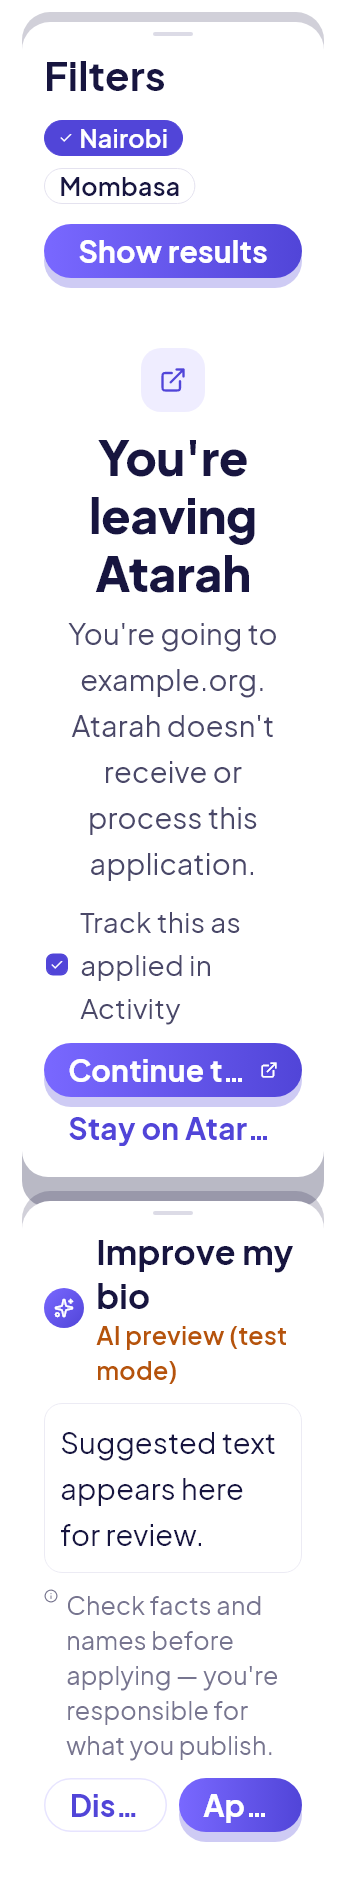 Filters
Nairobi
Mombasa
Show results
You're
leaving
Atarah
You're going to
example.org.
Atarah doesn't
receive or
process this
application.
Track this as
applied in
Activity
Continue t...
Stay on Atar...
Improve my
bio
AI preview (test
mode)
Suggested text
appears here
for review.
Check facts and
names before
applying — you're
responsible for
what you publish.
Dis...
Ap...